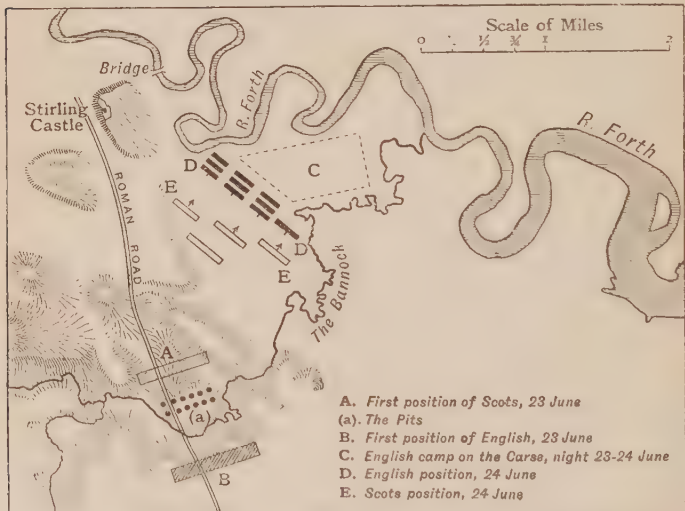 Scale of Miles
0 ¼ ½ ¾ 1 2
Bridge
R. Forth
Stirling
Castle
R. Forth
D
C
E
ROMAN ROAD
D
E
The Bannock
A
(a)
B
A. First position of Scots, 23 June
(a). The Pits
B. First position of English, 23 June
C. English camp on the Carse, night 23-24 June
D. English position, 24 June
E. Scots position, 24 June